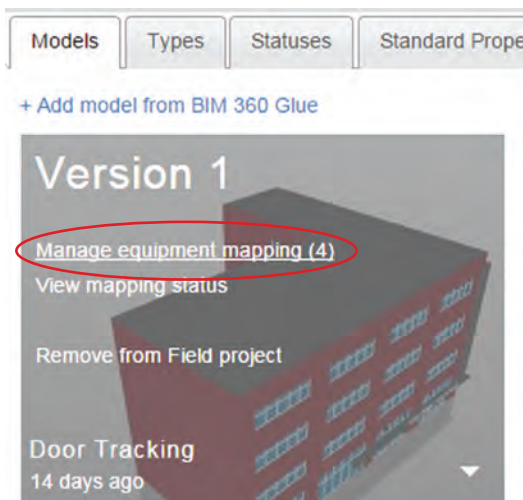 Models Types Statuses Standard Prope
+ Add model from BIM 360 Glue
Version 1
Manage equipment mapping (4)
View mapping status
Remove from Field project
Door Tracking
14 days ago